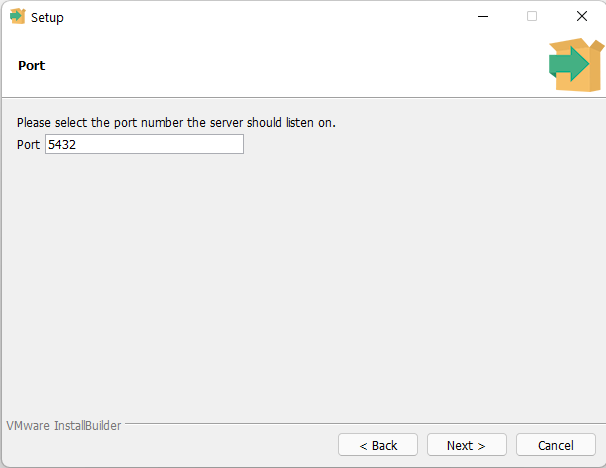 Setup
Port
Please select the port number the server should listen on.
Port 5432
VMware InstallBuilder
< Back Next > Cancel